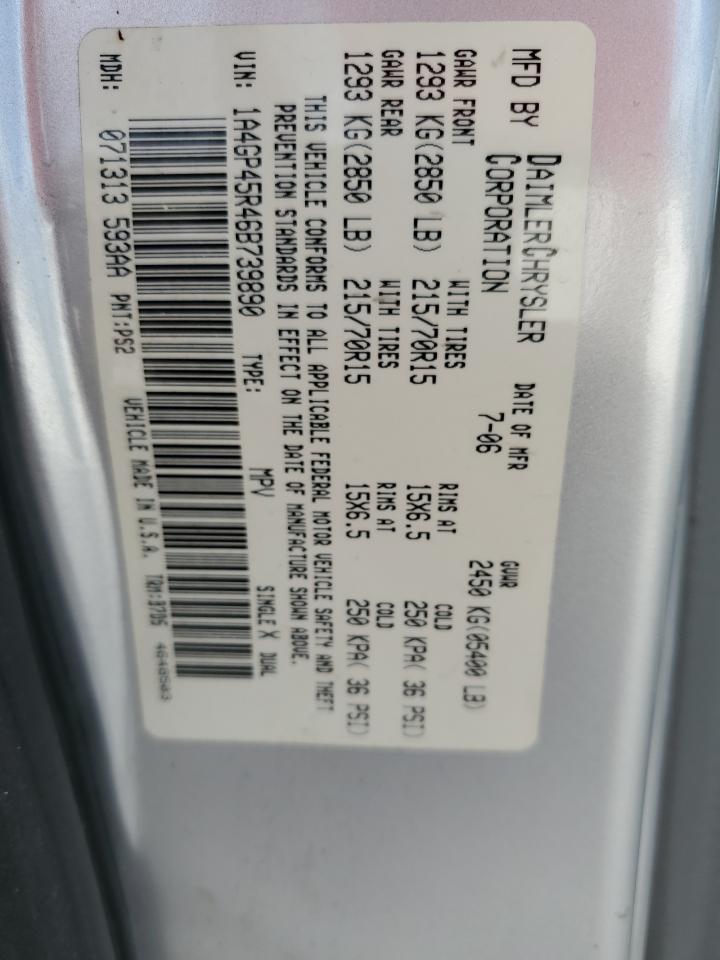 MFD BY DAIMLERCHRYSLER CORPORATION
DATE OF MFR 7-06
GVWR 2450 KG(05400 LB)
GAWR FRONT WITH TIRES RIMS AT COLD
1293 KG(2850 LB) 215/70R15 15X6.5 250 KPA( 36 PSI)
GAWR REAR WITH TIRES RIMS AT COLD
1293 KG(2850 LB) 215/70R15 15X6.5 250 KPA( 36 PSI)
THIS VEHICLE CONFORMS TO ALL APPLICABLE FEDERAL MOTOR VEHICLE SAFETY AND THEFT
PREVENTION STANDARDS IN EFFECT ON THE DATE OF MANUFACTURE SHOWN ABOVE.
VIN: 1A4GP45R46B739890 TYPE: MPV SINGLE X DUAL
MDH: 071313 593AA PNT:PS2 VEHICLE MADE IN U.S.A. TRM:B7D5 4648503